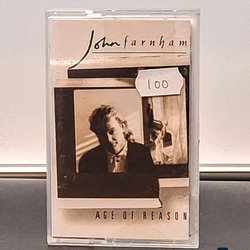 John Farnham
100
AGE OF REASON